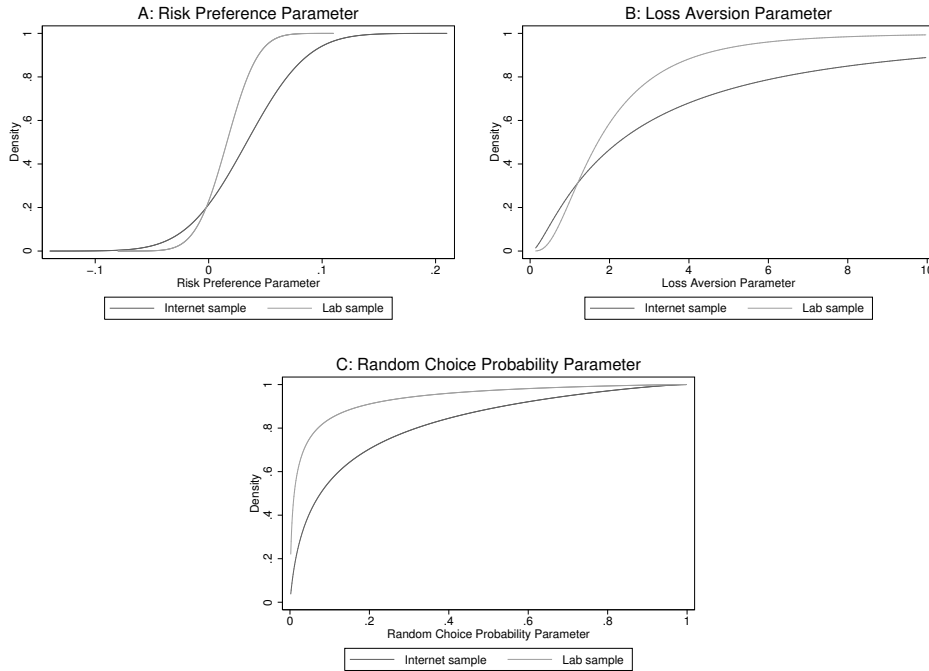 A: Risk Preference Parameter
Density
0 .2 .4 .6 .8 1
-.1 0 .1 .2
Risk Preference Parameter
Internet sample Lab sample
B: Loss Aversion Parameter
Density
0 .2 .4 .6 .8 1
0 2 4 6 8 10
Loss Aversion Parameter
Internet sample Lab sample
C: Random Choice Probability Parameter
Density
0 .2 .4 .6 .8 1
0 .2 .4 .6 .8 1
Random Choice Probability Parameter
Internet sample Lab sample